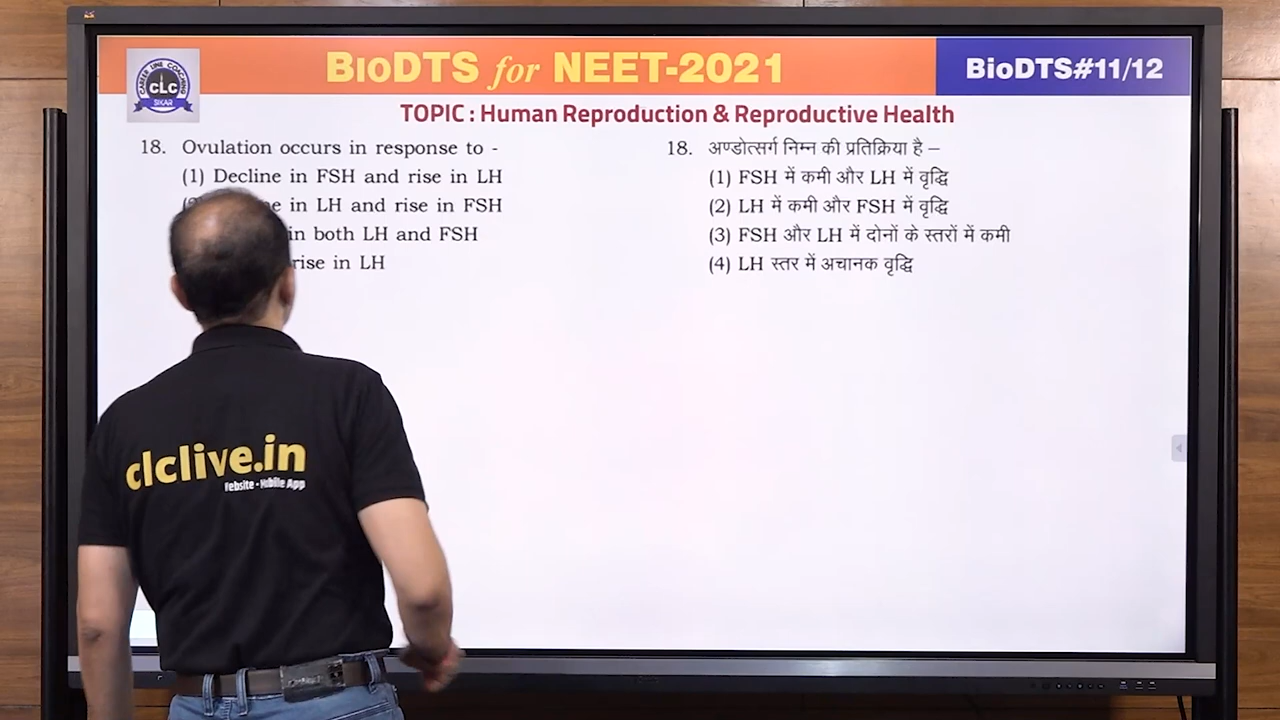 BIODTS for NEET-2021
BioDTS#11/12
CAREER LINE COACHING
CLC
SIKAR
TOPIC : Human Reproduction & Reproductive Health
18. Ovulation occurs in response to -
(1) Decline in FSH and rise in LH
in LH and rise in FSH
in both LH and FSH
rise in LH
18. अण्डोत्सर्ग निम्न की प्रतिक्रिया है –
(1) FSH में कमी और LH में वृद्धि
(2) LH में कमी और FSH में वृद्धि
(3) FSH और LH में दोनों के स्तरों में कमी
(4) LH स्तर में अचानक वृद्धि
clclive.in
Website - Mobile App